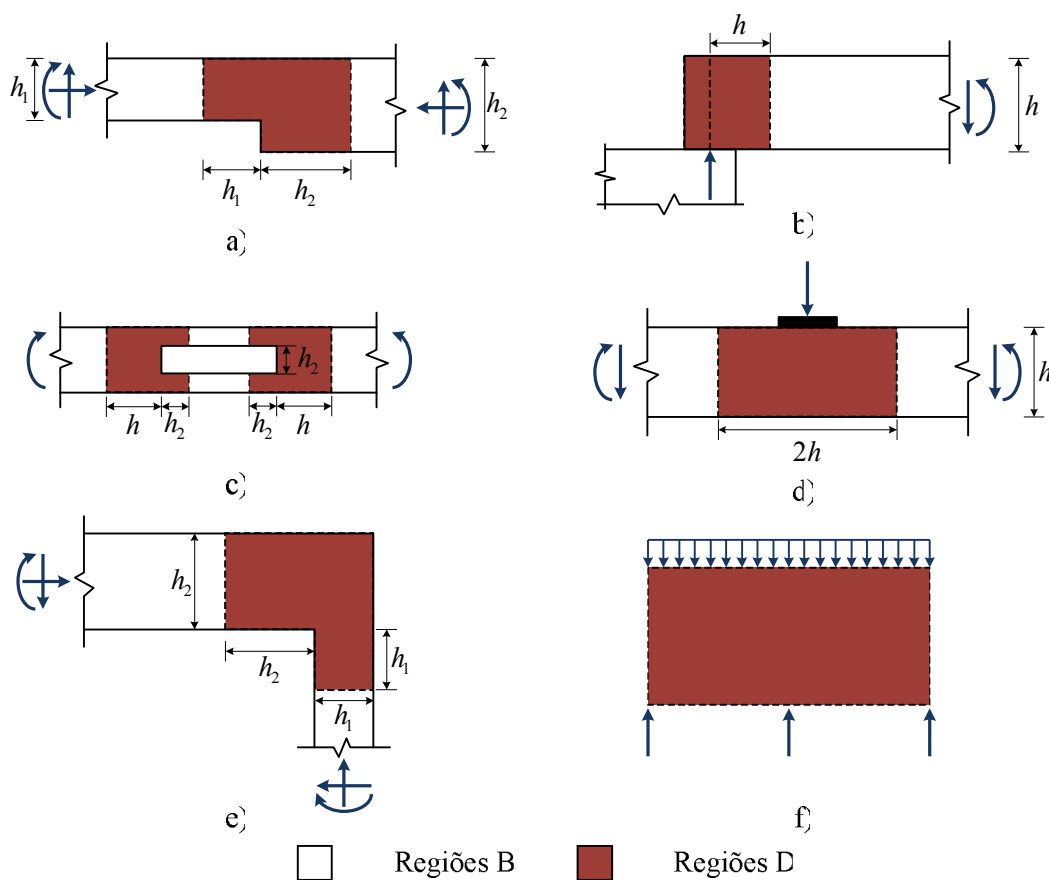 h₁
h₂
h₁
h₂
a)
h
h
b)
h₂
h
h₂
h₂
h
c)
h
2h
d)
h₂
h₂
h₁
h₁
e)
f)
Regiões B
Regiões D